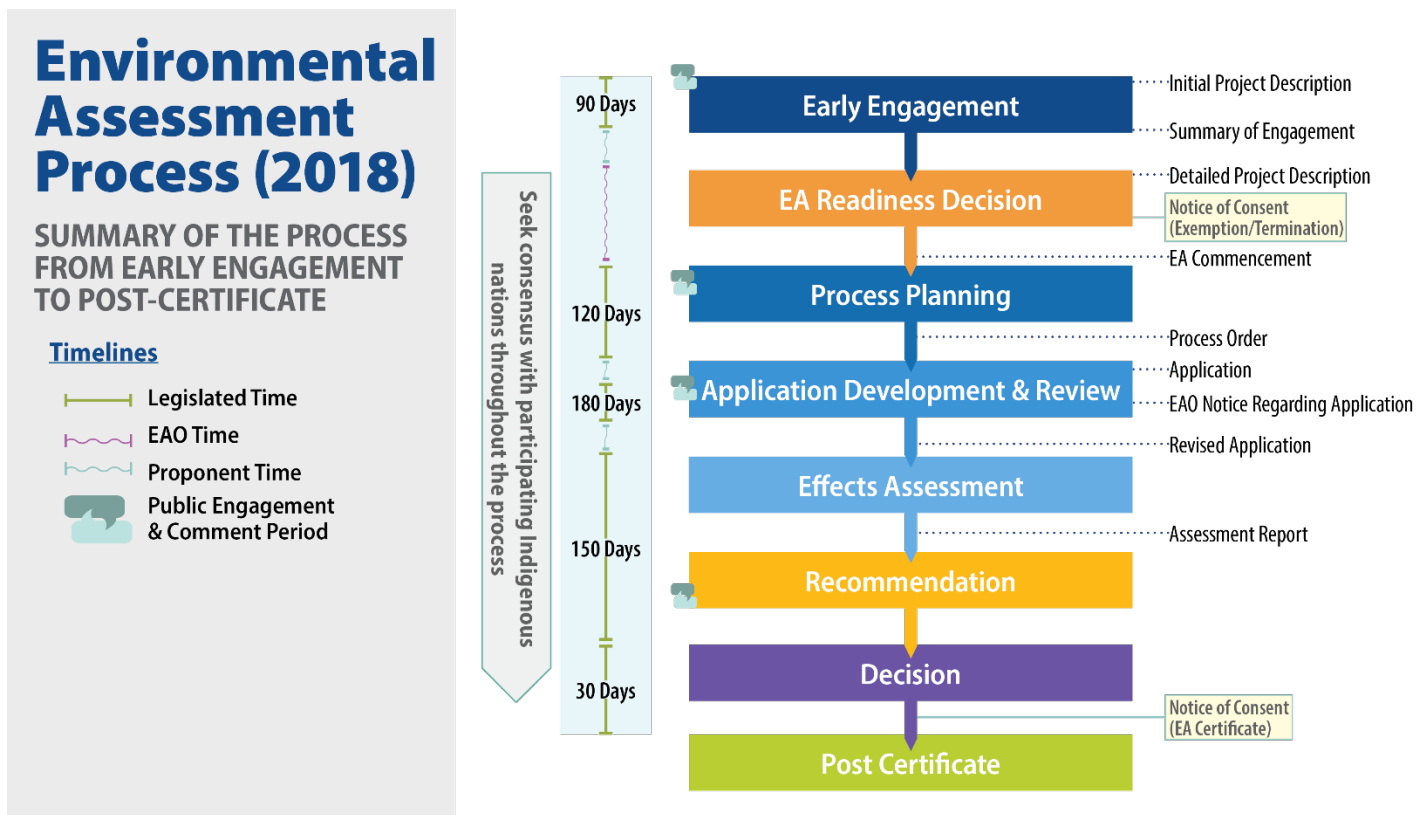 Environmental
Assessment
Process (2018)
SUMMARY OF THE PROCESS
FROM EARLY ENGAGEMENT
TO POST-CERTIFICATE
Timelines
Legislated Time
EAO Time
Proponent Time
Public Engagement
& Comment Period
Seek consensus with participating Indigenous
nations throughout the process
90 Days
120 Days
180 Days
150 Days
30 Days
Early Engagement
Initial Project Description
Summary of Engagement
EA Readiness Decision
Detailed Project Description
Notice of Consent
(Exemption/Termination)
EA Commencement
Process Planning
Process Order
Application Development & Review
Application
EAO Notice Regarding Application
Revised Application
Effects Assessment
Assessment Report
Recommendation
Decision
Notice of Consent
(EA Certificate)
Post Certificate